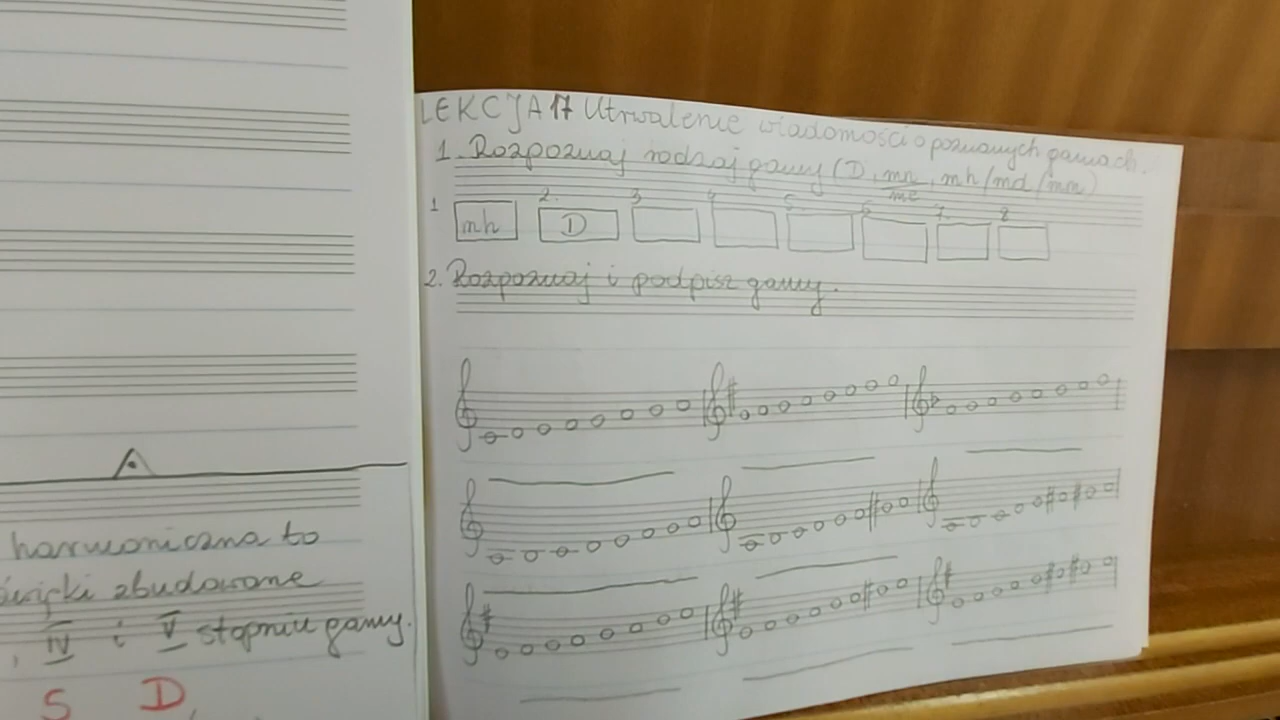 LEKCJA 17 Utrwalenie wiadomości o poznanych gamach.
1. Rozpoznaj rodzaj gamy (D, mn, mh/md/mm)
me
1 2. 3 4 5. 6 7. 8
mh D
2. Rozpoznaj i podpisz gamy.
harmoniczna to
zbudowane
, IV i V stopniu gamy.
S D